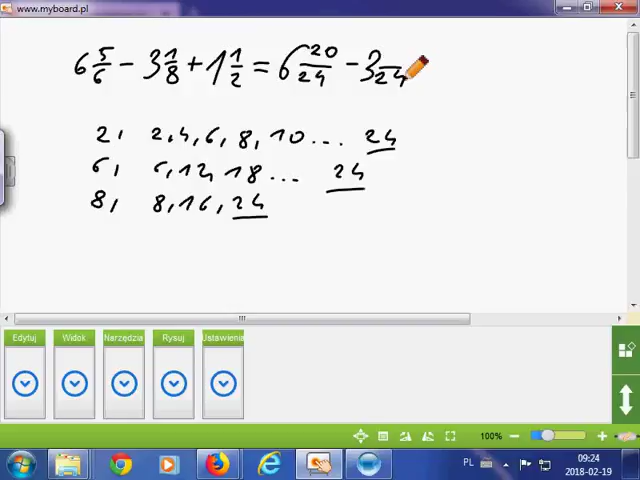 www.myboard.pl
6 5/6 - 3 1/8 + 1 1/2 = 6 20/24 - 3 /24
2, 2, 4, 6, 8, 10 ... 24
6, 6, 12, 18 ... 24
8, 8, 16, 24
Edytuj Widok Narzędzia Rysuj Ustawienia
100%
PL 09:24
2018-02-19